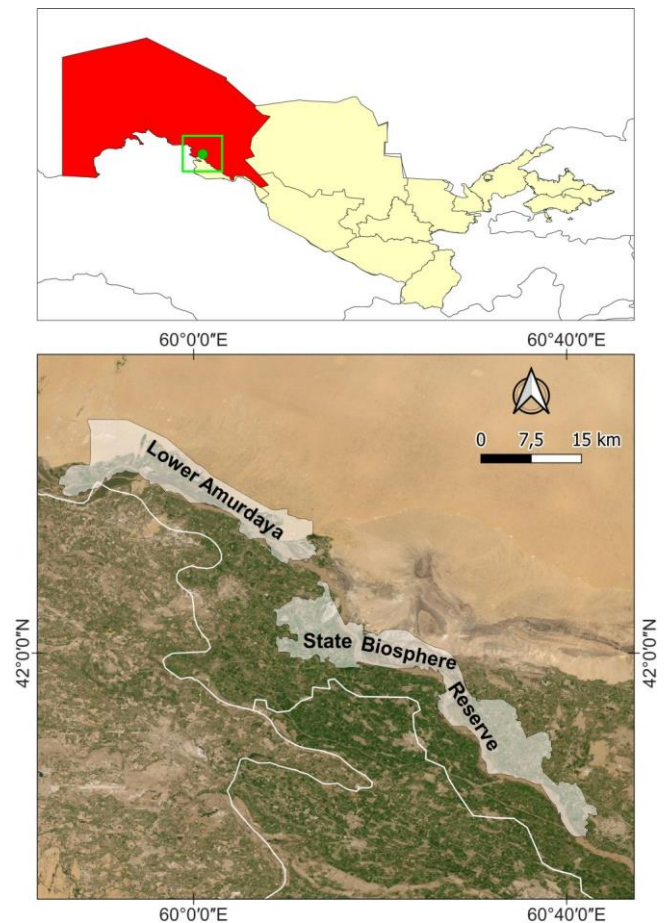 60°0′0″E 60°40′0″E
0 7,5 15 km
Lower Amurdaya
42°0′0″N 42°0′0″N
State Biosphere
Reserve
60°0′0″E 60°40′0″E